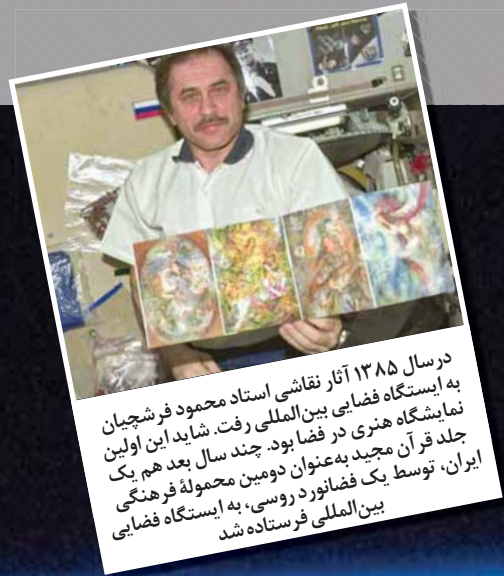 درسال ۱۳۸۵ آثار نقاشی استاد محمود فرشچیان
به ایستگاه فضایی بین‌المللی رفت. شاید این اولین
نمایشگاه هنری در فضا بود. چند سال بعد هم یک
جلد قرآن مجید به‌عنوان دومین محمولهٔ فرهنگی
ایران، توسط یک فضانورد روسی، به ایستگاه فضایی
بین‌المللی فرستاده شد